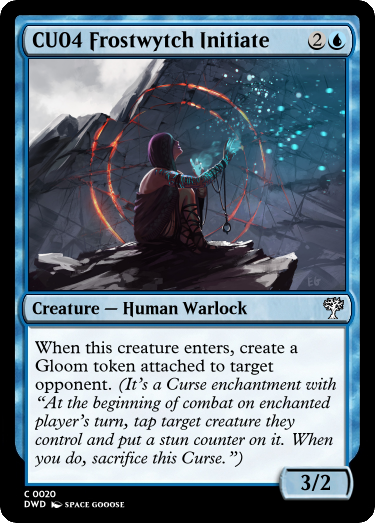 CU04 Frostwytch Initiate 2
Creature — Human Warlock
When this creature enters, create a
Gloom token attached to target
opponent. (It's a Curse enchantment with
“At the beginning of combat on enchanted
player's turn, tap target creature they
control and put a stun counter on it. When
you do, sacrifice this Curse.”)
3/2
C 0020
DWD SPACE GOOOSE